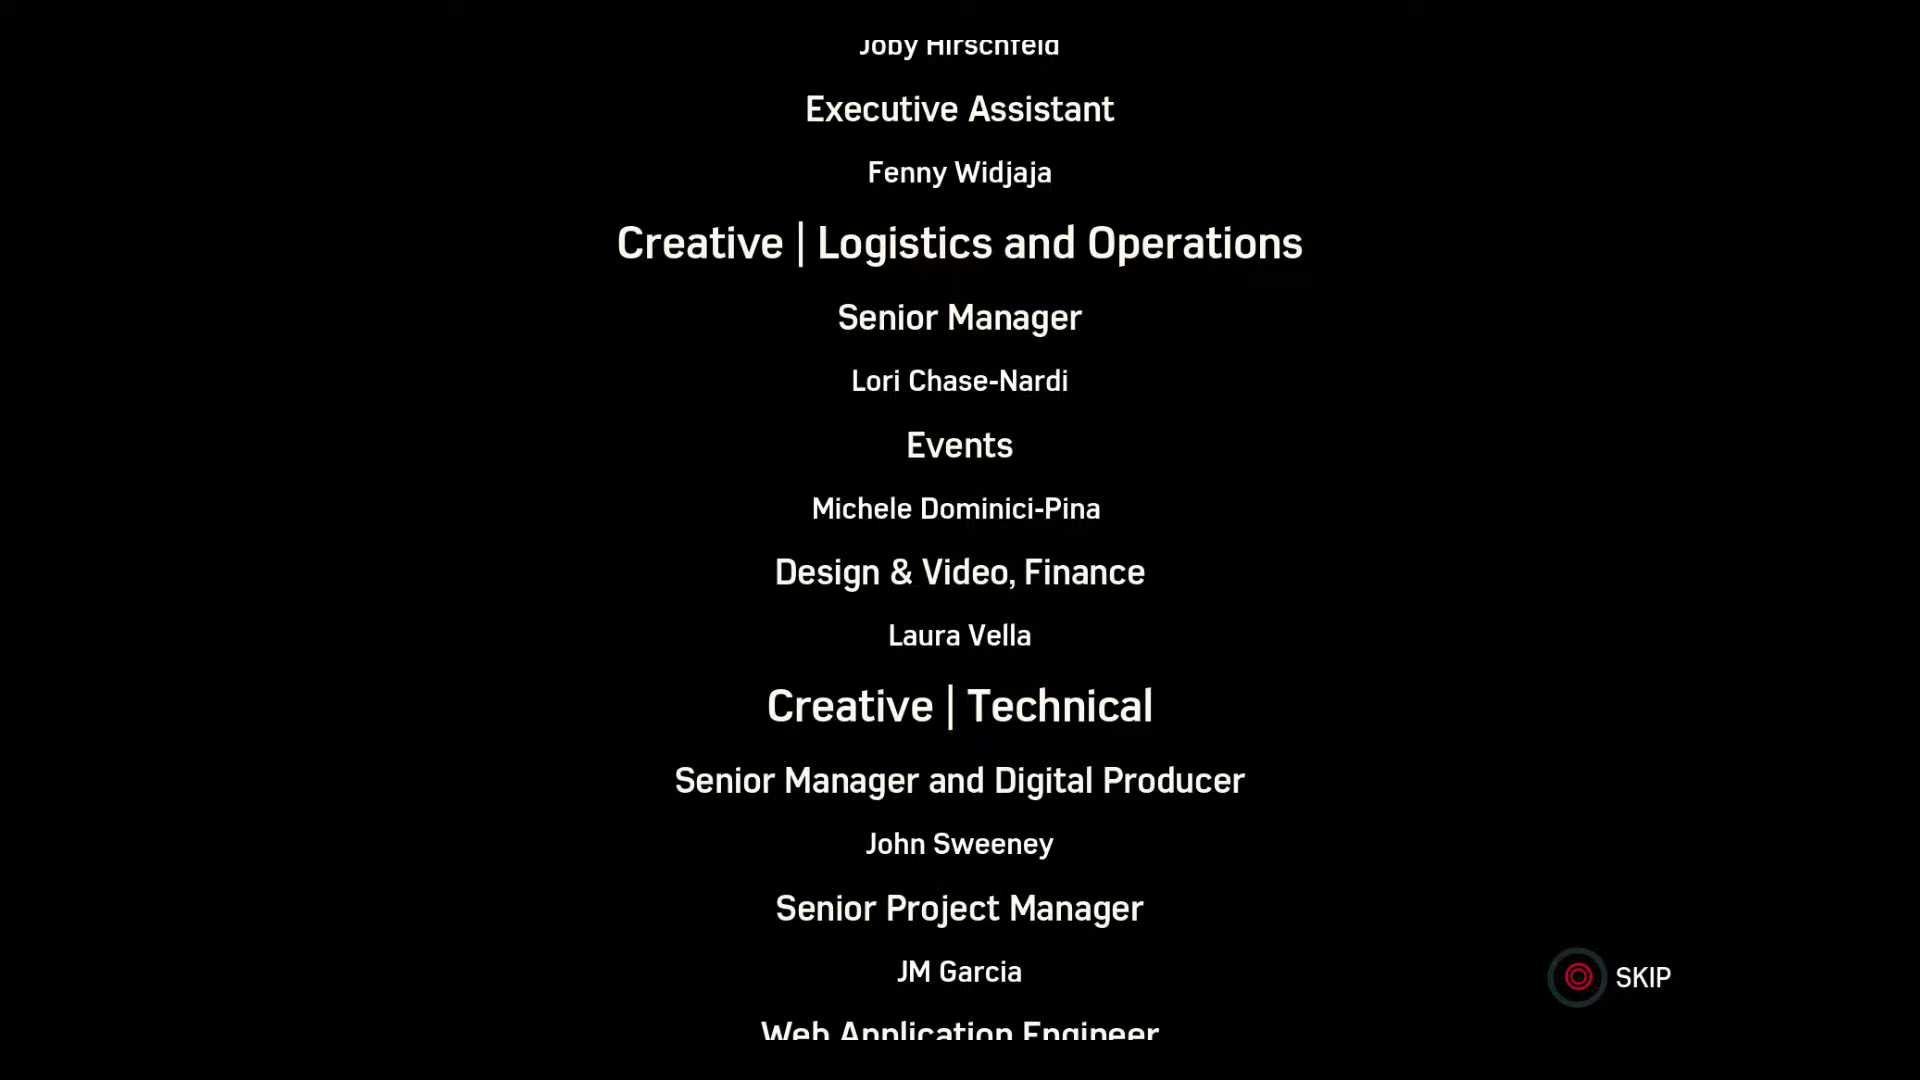 Joby Hirschfeld
Executive Assistant
Fenny Widjaja
Creative | Logistics and Operations
Senior Manager
Lori Chase-Nardi
Events
Michele Dominici-Pina
Design & Video, Finance
Laura Vella
Creative | Technical
Senior Manager and Digital Producer
John Sweeney
Senior Project Manager
JM Garcia
SKIP
Web Application Engineer